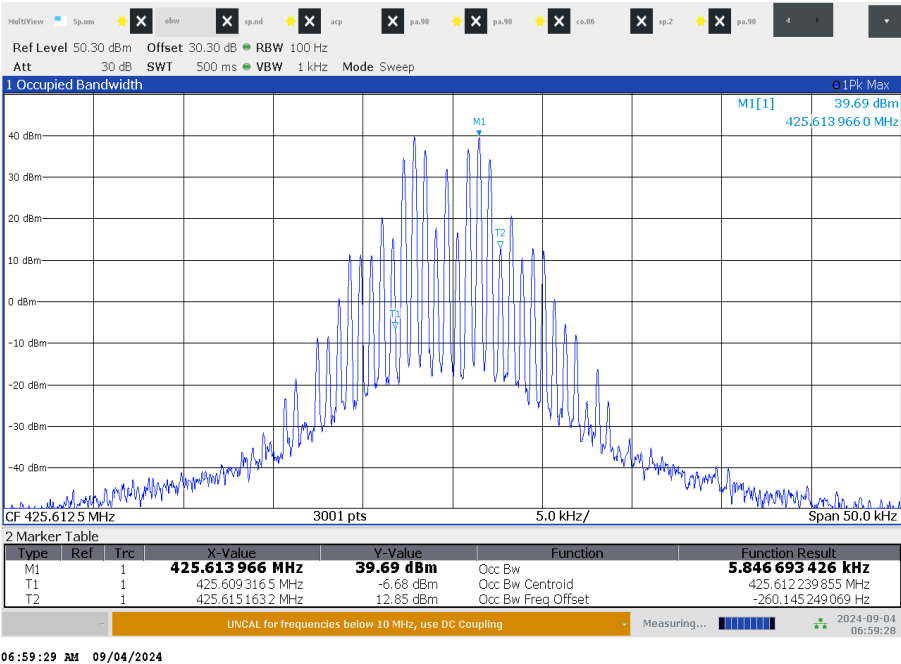 MultiView Sp.um obw sp.nd acp pa.90 pa.90 co.06 sp.2 pa.90
Ref Level 50.30 dBm Offset 30.30 dB RBW 100 Hz
Att 30 dB SWT 500 ms VBW 1 kHz Mode Sweep
1 Occupied Bandwidth 1Pk Max
M1[1] 39.69 dBm
425.613 966 0 MHz
M1
40 dBm
30 dBm
20 dBm
T2
10 dBm
0 dBm
T1
-10 dBm
-20 dBm
-30 dBm
-40 dBm
CF 425.6125 MHz 3001 pts 5.0 kHz/ Span 50.0 kHz
2 Marker Table
Type Ref Trc X-Value Y-Value Function Function Result
M1 1 425.613 966 MHz 39.69 dBm Occ Bw 5.846 693 426 kHz
T1 1 425.609 316 5 MHz -6.68 dBm Occ Bw Centroid 425.612 239 855 MHz
T2 1 425.615 163 2 MHz 12.85 dBm Occ Bw Freq Offset -260.145 249 069 Hz
UNCAL for frequencies below 10 MHz, use DC Coupling
Measuring...
2024-09-04
06:59:28
06:59:29 AM 09/04/2024